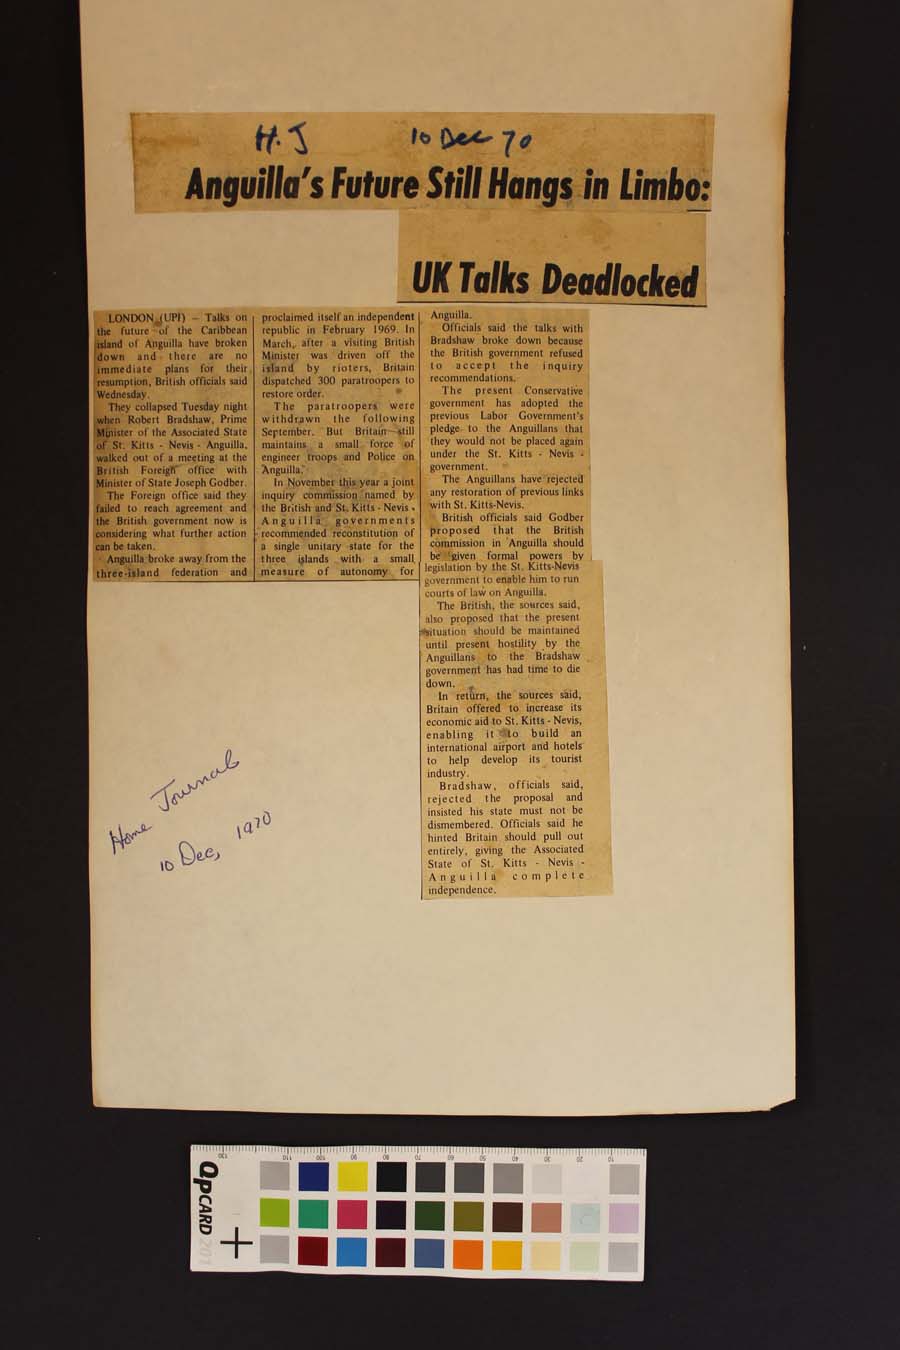 H. J 10 Dec 70
Anguilla's Future Still Hangs in Limbo:
UK Talks Deadlocked
LONDON (UPI) – Talks on
the future of the Caribbean
island of Anguilla have broken
down and there are no
immediate plans for their
resumption, British officials said
Wednesday.
They collapsed Tuesday night
when Robert Bradshaw, Prime
Minister of the Associated State
of St. Kitts - Nevis - Anguilla,
walked out of a meeting at the
British Foreign office with
Minister of State Joseph Godber.
The Foreign office said they
failed to reach agreement and
the British government now is
considering what further action
can be taken.
Anguilla broke away from the
three-island federation and
proclaimed itself an independent
republic in February 1969. In
March, after a visiting British
Minister was driven off the
island by rioters, Britain
dispatched 300 paratroopers to
restore order.
The paratroopers were
withdrawn the following
September. But Britain still
maintains a small force of
engineer troops and Police on
Anguilla.
In November this year a joint
inquiry commission named by
the British and St. Kitts - Nevis -
Anguilla governments
recommended reconstitution of
a single unitary state for the
three islands with a small
measure of autonomy for
Anguilla.
Officials said the talks with
Bradshaw broke down because
the British government refused
to accept the inquiry
recommendations.
The present Conservative
government has adopted the
previous Labor Government's
pledge to the Anguillans that
they would not be placed again
under the St. Kitts - Nevis -
government.
The Anguillans have rejected
any restoration of previous links
with St. Kitts-Nevis.
British officials said Godber
proposed that the British
commission in Anguilla should
be given formal powers by
legislation by the St. Kitts-Nevis
government to enable him to run
courts of law on Anguilla.
The British, the sources said,
also proposed that the present
situation should be maintained
until present hostility by the
Anguillans to the Bradshaw
government has had time to die
down.
In return, the sources said,
Britain offered to increase its
economic aid to St. Kitts - Nevis,
enabling it to build an
international airport and hotels
to help develop its tourist
industry.
Bradshaw, officials said,
rejected the proposal and
insisted his state must not be
dismembered. Officials said he
hinted Britain should pull out
entirely, giving the Associated
State of St. Kitts - Nevis -
Anguilla complete
independence.
Home Journal
10 Dec, 1970
130 110 100 90 80 70 60 50 40 30 20 10
QPCARD 201